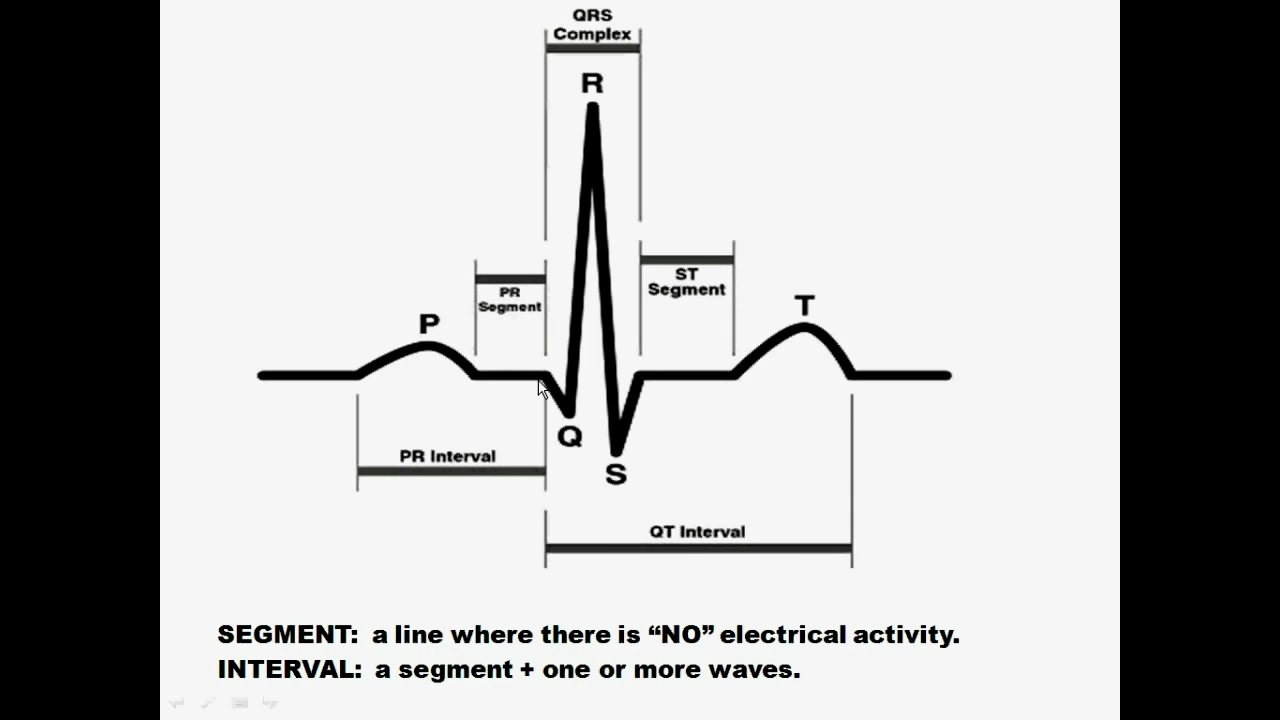 QRS
Complex
R
PR
Segment
ST
Segment
P
T
Q
S
PR Interval
QT Interval
SEGMENT: a line where there is “NO” electrical activity.
INTERVAL: a segment + one or more waves.